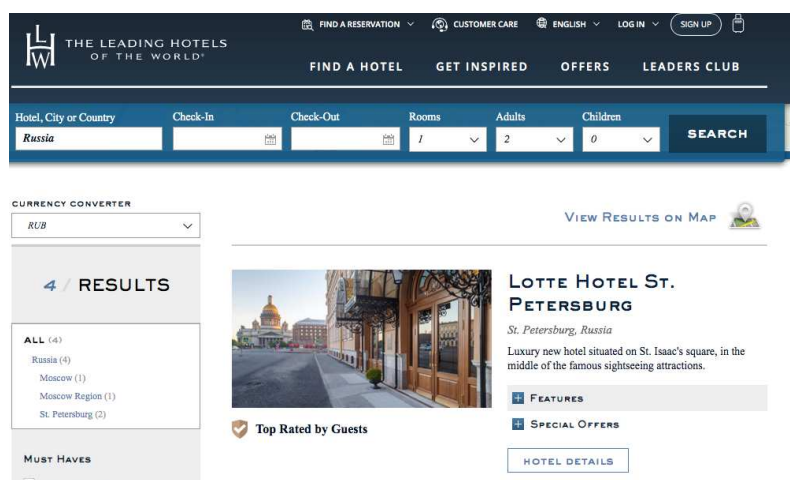 FIND A RESERVATION
CUSTOMER CARE
ENGLISH
LOG IN
SIGN UP
LHW
THE LEADING HOTELS
OF THE WORLD®
FIND A HOTEL
GET INSPIRED
OFFERS
LEADERS CLUB
Hotel, City or Country
Check-In
Check-Out
Rooms
Adults
Children
Russia
1
2
0
SEARCH
CURRENCY CONVERTER
RUB
VIEW RESULTS ON MAP
4 / RESULTS
ALL (4)
Russia (4)
Moscow (1)
Moscow Region (1)
St. Petersburg (2)
MUST HAVES
Top Rated by Guests
LOTTE HOTEL ST.
PETERSBURG
St. Petersburg, Russia
Luxury new hotel situated on St. Isaac's square, in the
middle of the famous sightseeing attractions.
FEATURES
SPECIAL OFFERS
HOTEL DETAILS